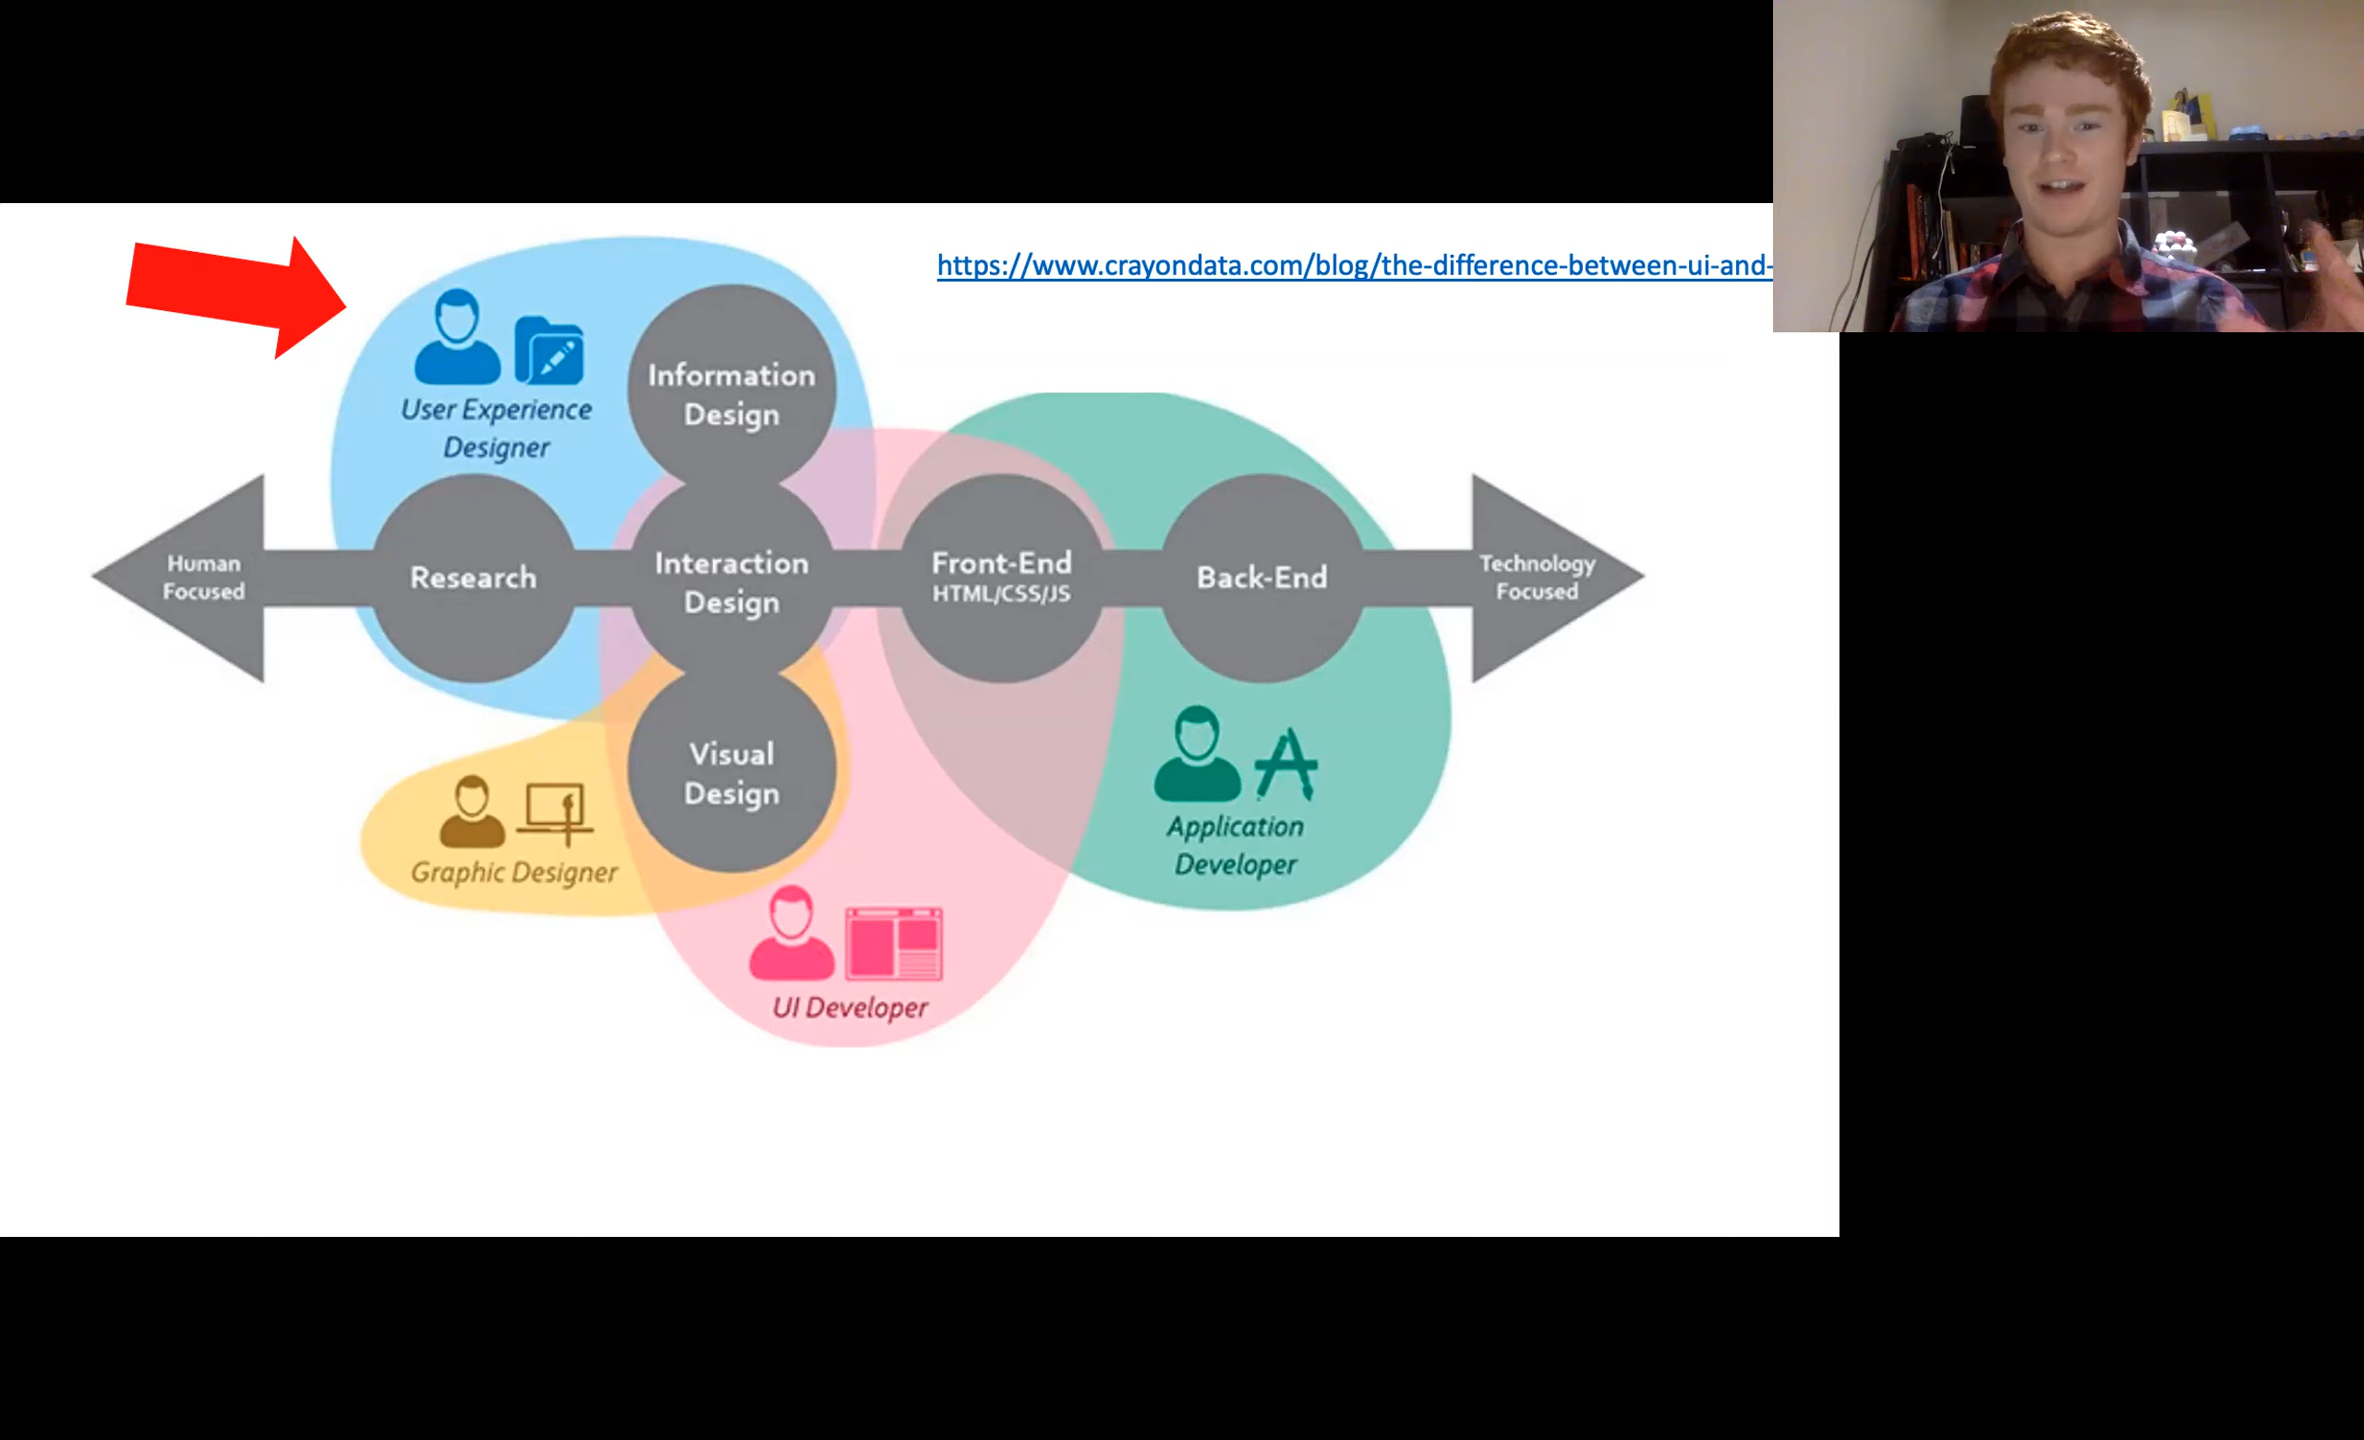 https://www.crayondata.com/blog/the-difference-between-ui-and-
User Experience
Designer
Information
Design
Human
Focused
Research
Interaction
Design
Front-End
HTML/CSS/JS
Back-End
Technology
Focused
Visual
Design
Graphic Designer
Application
Developer
UI Developer